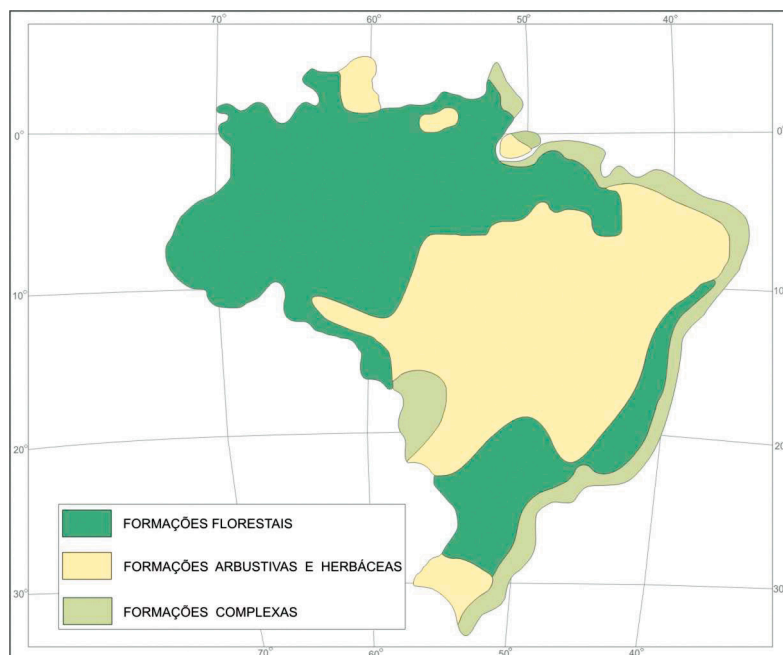 70° 60° 50° 40°
0° 0°
10° 10
20° 20
30° 30
FORMAÇÕES FLORESTAIS
FORMAÇÕES ARBUSTIVAS E HERBÁCEAS
FORMAÇÕES COMPLEXAS
70° 60° 50° 40°